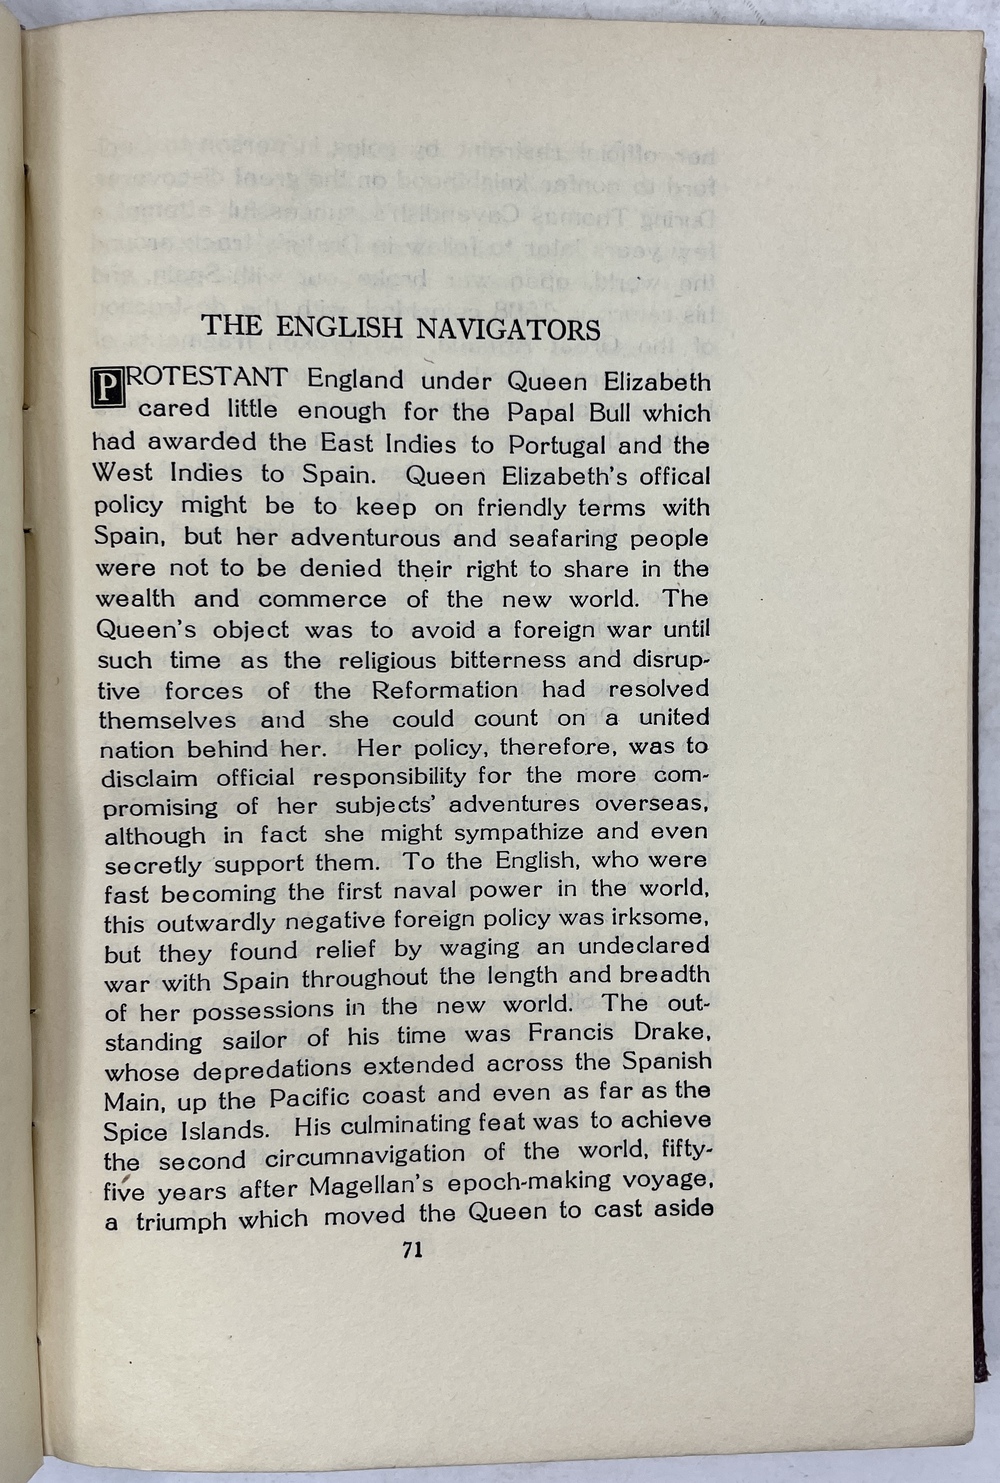 THE ENGLISH NAVIGATORS
PROTESTANT England under Queen Elizabeth
cared little enough for the Papal Bull which
had awarded the East Indies to Portugal and the
West Indies to Spain. Queen Elizabeth's offical
policy might be to keep on friendly terms with
Spain, but her adventurous and seafaring people
were not to be denied their right to share in the
wealth and commerce of the new world. The
Queen's object was to avoid a foreign war until
such time as the religious bitterness and disrup-
tive forces of the Reformation had resolved
themselves and she could count on a united
nation behind her. Her policy, therefore, was to
disclaim official responsibility for the more com-
promising of her subjects' adventures overseas,
although in fact she might sympathize and even
secretly support them. To the English, who were
fast becoming the first naval power in the world,
this outwardly negative foreign policy was irksome,
but they found relief by waging an undeclared
war with Spain throughout the length and breadth
of her possessions in the new world. The out-
standing sailor of his time was Francis Drake,
whose depredations extended across the Spanish
Main, up the Pacific coast and even as far as the
Spice Islands. His culminating feat was to achieve
the second circumnavigation of the world, fifty-
five years after Magellan's epoch-making voyage,
a triumph which moved the Queen to cast aside
71